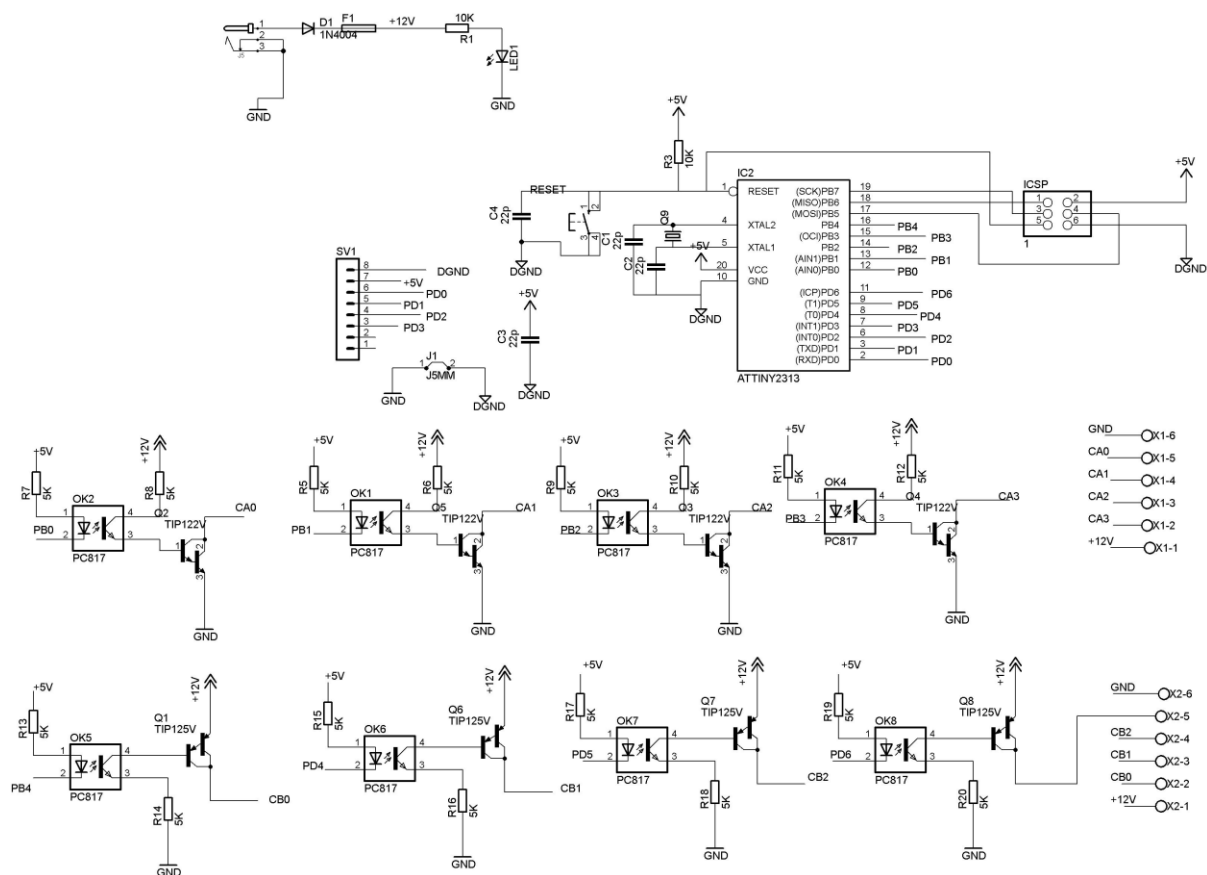 1
2
3
J5
D1
1N4004
F1
+12V
10K
R1
LED1
GND
GND
+5V
R3
10K
RESET
C4
22p
1
2
3
4
DGND
C1
22p
C2
22p
Q9
+5V
DGND
IC2
1 RESET (SCK)PB7 19
(MISO)PB6 18
(MOSI)PB5 17
4 XTAL2 PB4 16 PB4
(OCI)PB3 15 PB3
5 XTAL1 PB2 14 PB2
(AIN1)PB1 13 PB1
20 VCC (AIN0)PB0 12 PB0
10 GND
(ICP)PD6 11 PD6
(T1)PD5 9 PD5
(T0)PD4 8 PD4
(INT1)PD3 7 PD3
(INT0)PD2 6 PD2
(TXD)PD1 3 PD1
(RXD)PD0 2 PD0
ATTINY2313
ICSP
1 2
3 4
5 6
1
+5V
DGND
SV1
8 DGND
7 +5V
6 PD0
5 PD1
4 PD2
3 PD3
2
1
+5V
C3
22p
DGND
J1
1 2
J5MM
GND
DGND
+5V
R7
5K
OK2
1 4
2 3
PB0
PC817
+12V
R8
5K
Q2
TIP122V
1
2
3
CA0
GND
+5V
R5
5K
OK1
1 4
2 3
PB1
PC817
+12V
R6
5K
Q5
TIP122V
1
2
3
CA1
GND
+5V
R9
5K
OK3
1 4
2 3
PB2
PC817
+12V
R10
5K
Q3
TIP122V
1
2
3
CA2
GND
+5V
R11
5K
OK4
1 4
2 3
PB3
PC817
+12V
R12
5K
Q4
TIP122V
1
2
3
CA3
GND
GND X1-6
CA0 X1-5
CA1 X1-4
CA2 X1-3
CA3 X1-2
+12V X1-1
+5V
R13
5K
OK5
1 4
2 3
PB4
PC817
Q1
TIP125V
+12V
R14
5K
CB0
GND
+5V
R15
5K
OK6
1 4
2 3
PD4
PC817
Q6
TIP125V
+12V
R16
5K
CB1
GND
+5V
R17
5K
OK7
1 4
2 3
PD5
PC817
Q7
TIP125V
+12V
R18
5K
CB2
GND
+5V
R19
5K
OK8
1 4
2 3
PD6
PC817
Q8
TIP125V
+12V
R20
5K
GND
GND X2-6
X2-5
CB2 X2-4
CB1 X2-3
CB0 X2-2
+12V X2-1